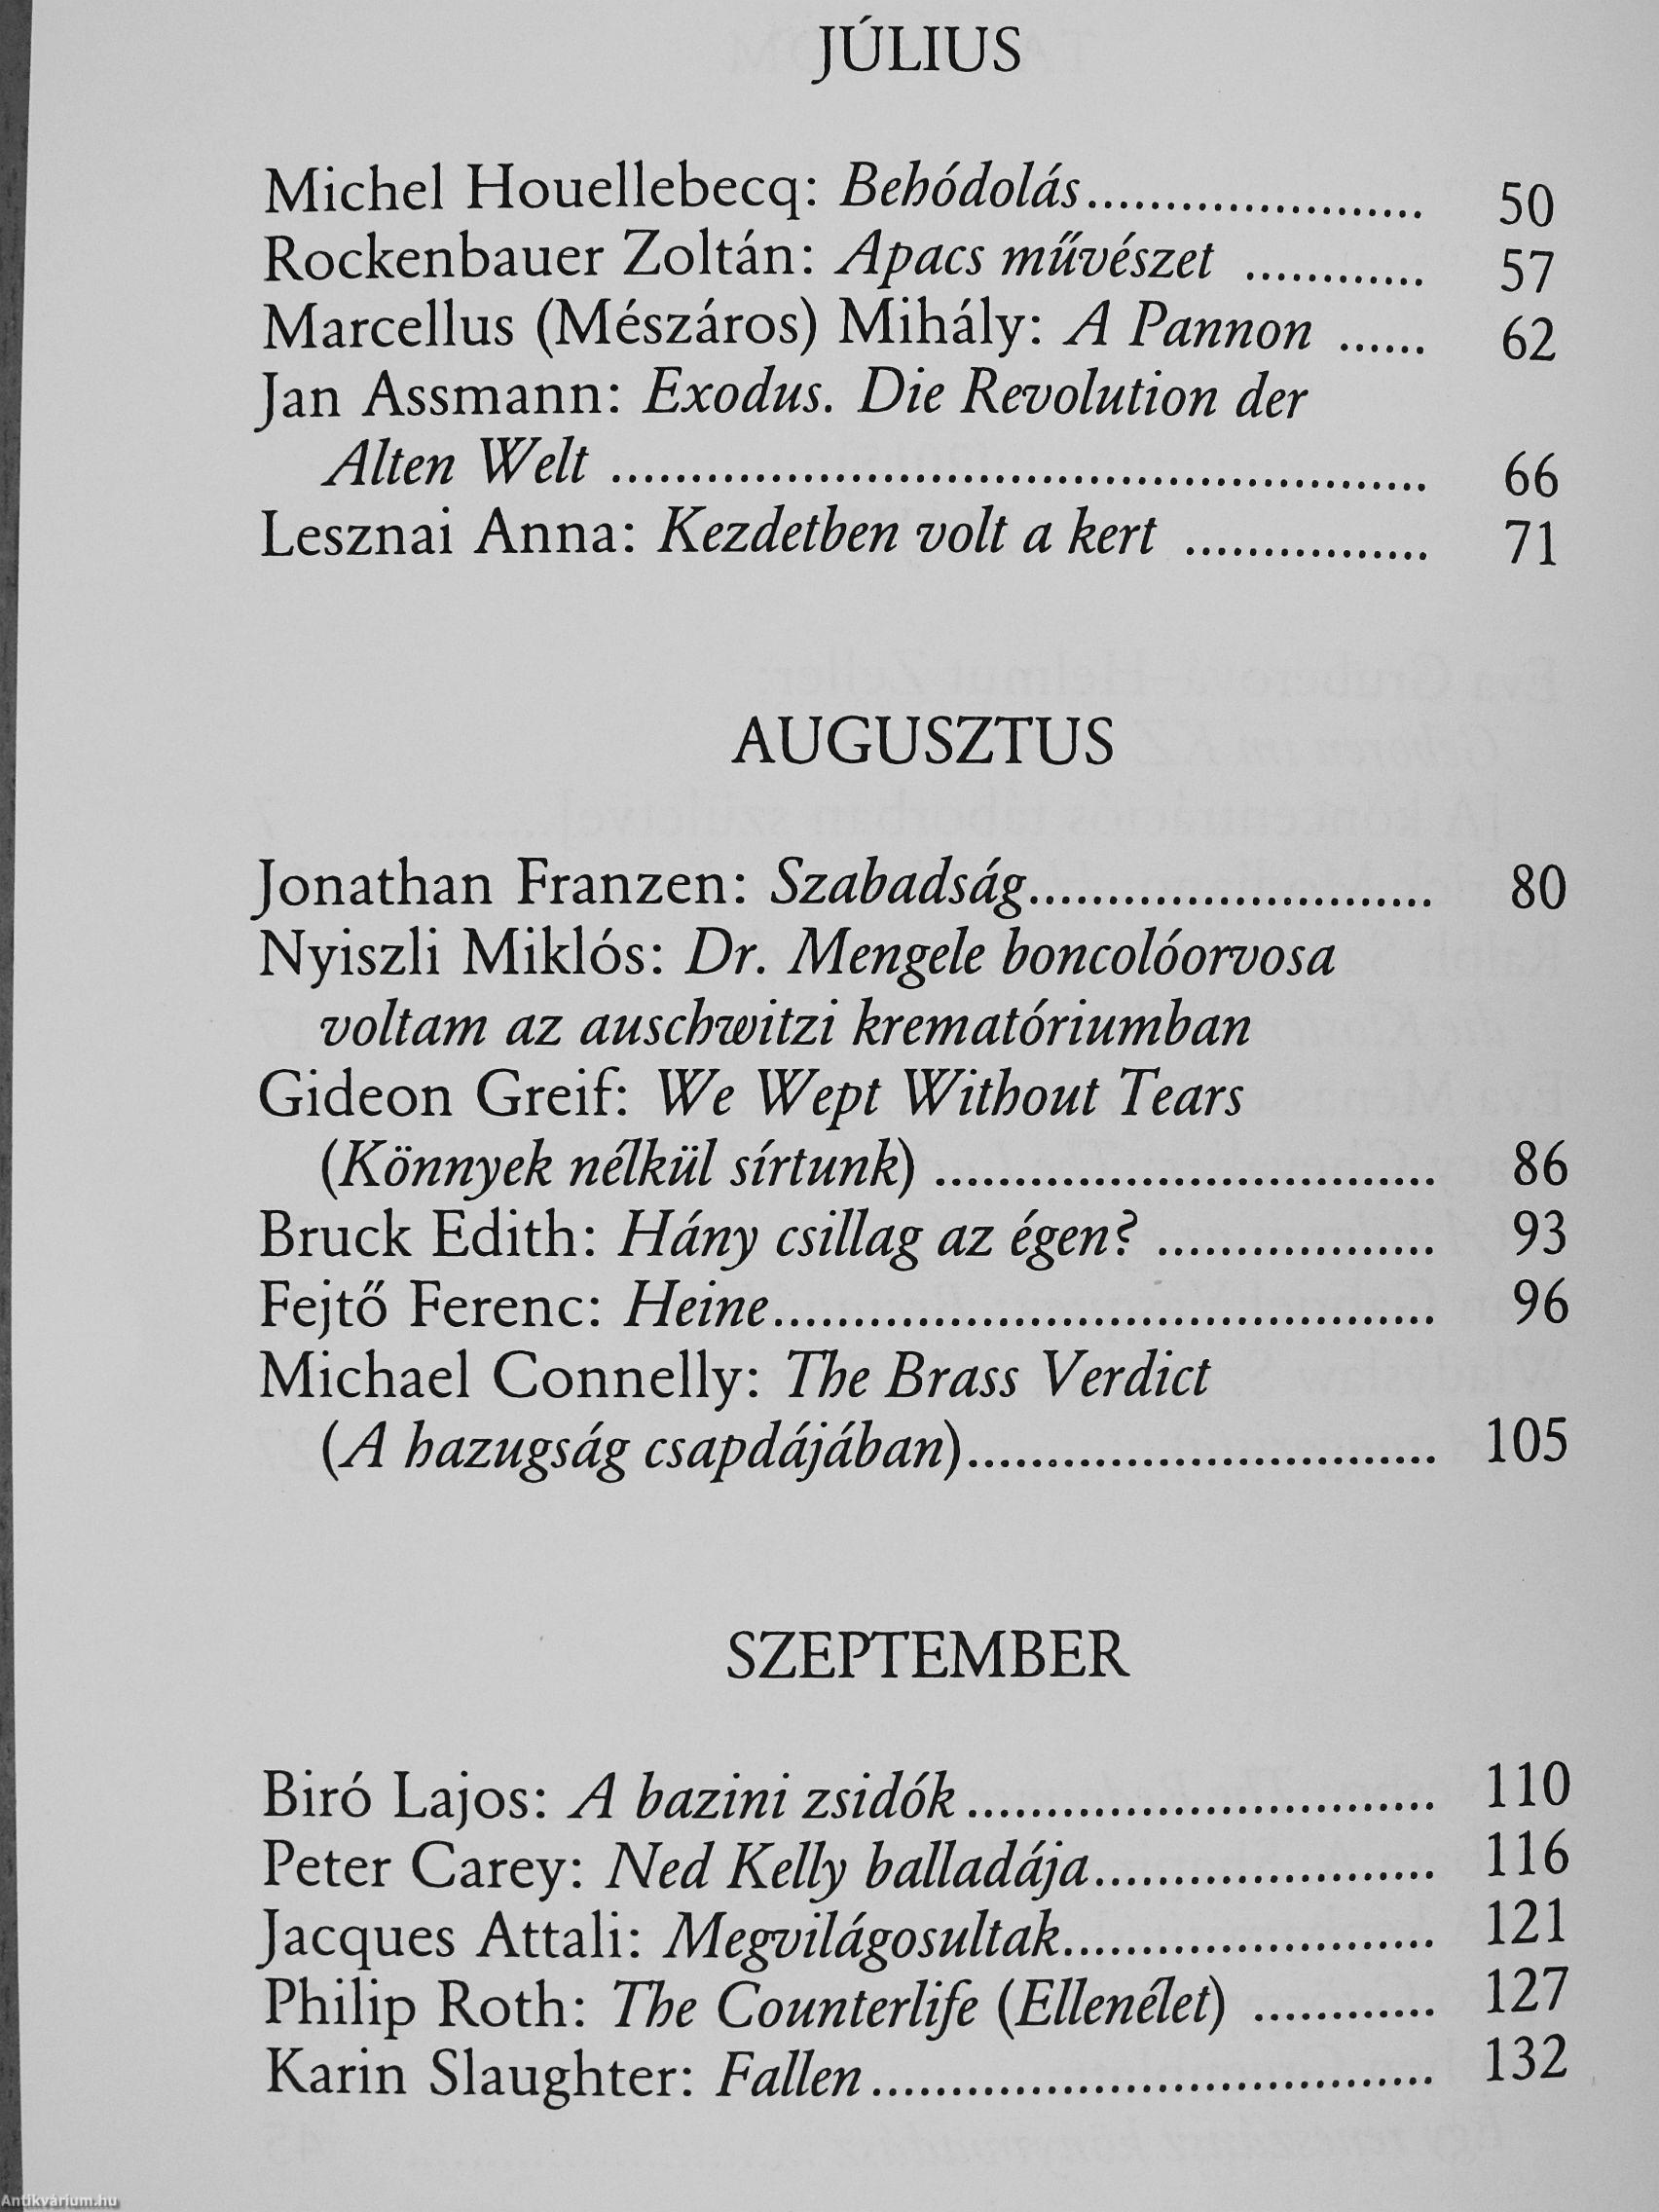 JÚLIUS
Michel Houellebecq: Behódolás........................ 50
Rockenbauer Zoltán: Apacs művészet ............. 57
Marcellus (Mészáros) Mihály: A Pannon ...... 62
Jan Assmann: Exodus. Die Revolution der
Alten Welt ...................................................... 66
Lesznai Anna: Kezdetben volt a kert ................ 71
AUGUSZTUS
Jonathan Franzen: Szabadság........................... 80
Nyiszli Miklós: Dr. Mengele boncolóorvosa
voltam az auschwitzi krematóriumban
Gideon Greif: We Wept Without Tears
(Könnyek nélkül sírtunk) ................................. 86
Bruck Edith: Hány csillag az égen? .................. 93
Fejtő Ferenc: Heine............................................ 96
Michael Connelly: The Brass Verdict
(A hazugság csapdájában)............................... 105
SZEPTEMBER
Biró Lajos: A bazini zsidók ............................... 110
Peter Carey: Ned Kelly balladája....................... 116
Jacques Attali: Megvilágosultak......................... 121
Philip Roth: The Counterlife (Ellenélet) ............ 127
Karin Slaughter: Fallen ..................................... 132
Antikvárium.hu